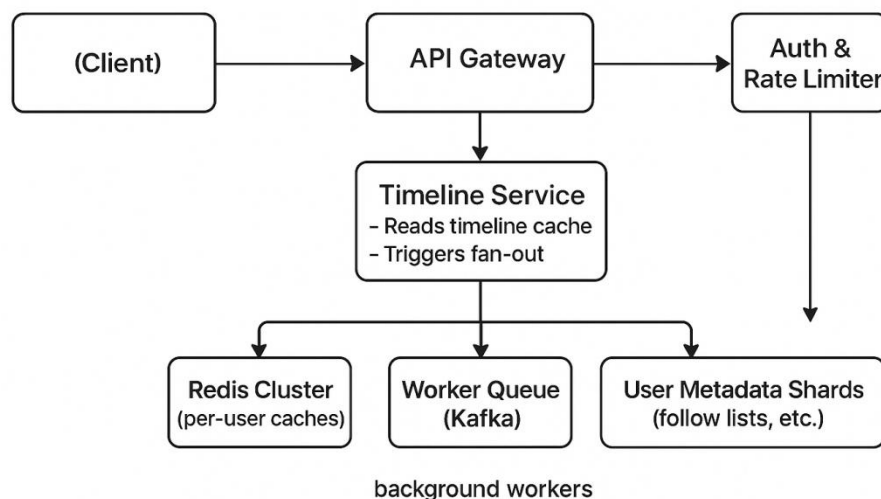 (Client)
API Gateway
Auth &
Rate Limiter
Timeline Service
- Reads timeline cache
- Triggers fan-out
Redis Cluster
(per-user caches)
Worker Queue
(Kafka)
User Metadata Shards
(follow lists, etc.)
background workers